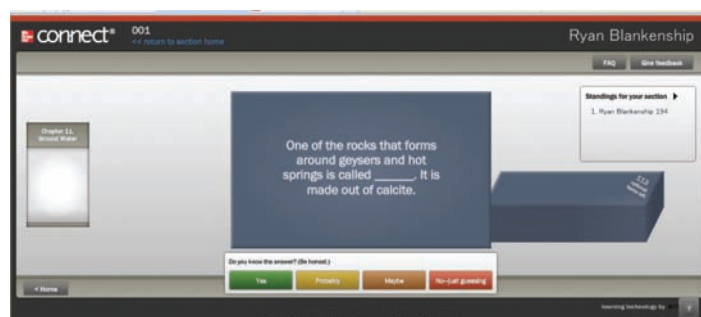 connect®
001
<< return to section home
Ryan Blankenship
FAQ
Give feedback
Chapter 11,
Ground Water
One of the rocks that forms
around geysers and hot
springs is called ______. It is
made out of calcite.
Standings for your section
1. Ryan Blankenship 194
Do you know the answer? (Be honest.)
Yes
Probably
Maybe
No–just guessing
< Home
learning technology by
?